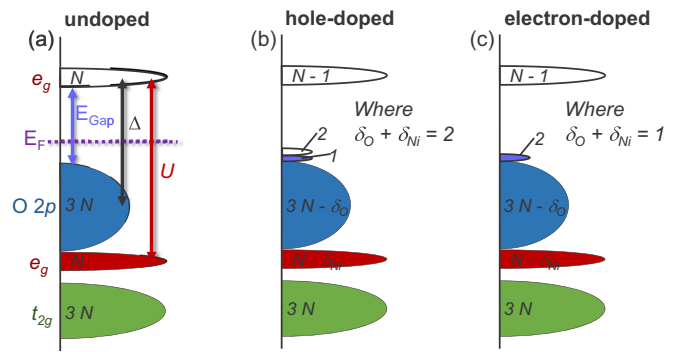 undoped
hole-doped
electron-doped
(a)
(b)
(c)
e_g
N
N - 1
N - 1
E_Gap
Δ
Where
δ_O + δ_Ni = 2
Where
δ_O + δ_Ni = 1
E_F
U
2
1
2
O 2p
3 N
3 N - δ_O
3 N - δ_O
e_g
N
N - δ_Ni
N - δ_Ni
t_2g
3 N
3 N
3 N